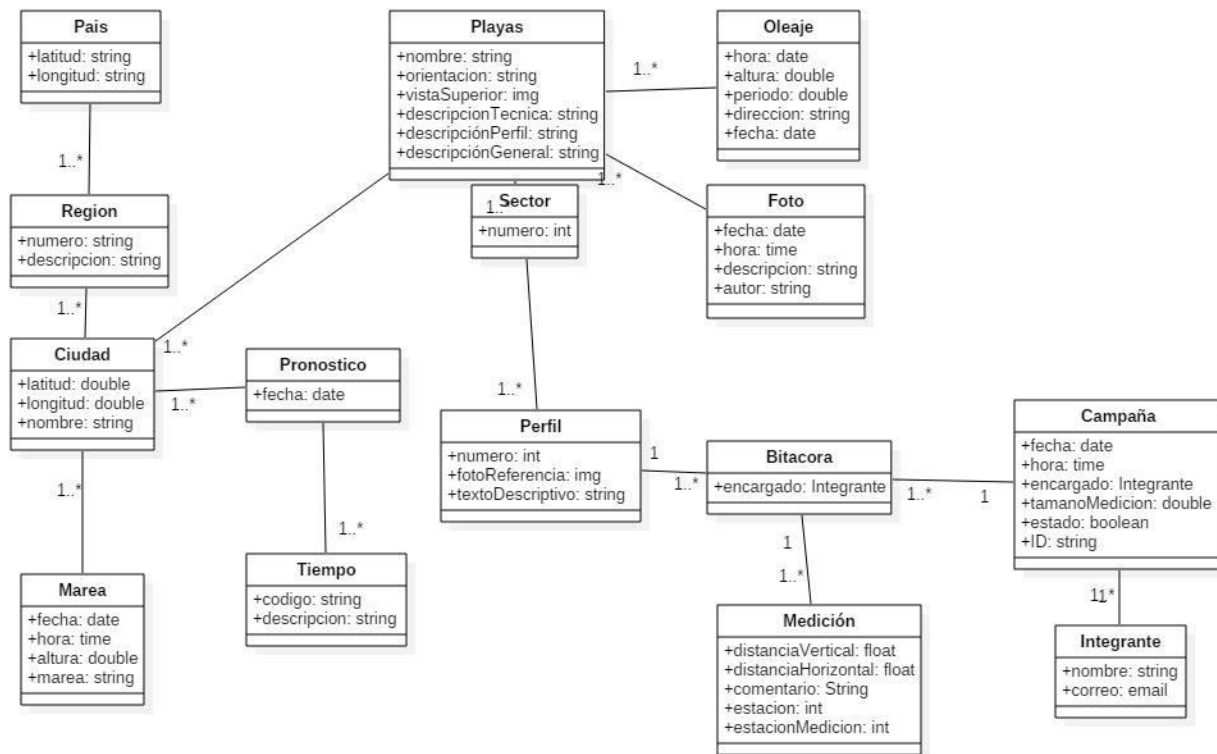 Pais
+latitud: string
+longitud: string
1..*
Region
+numero: string
+descripcion: string
1..*
Ciudad
+latitud: double
+longitud: double
+nombre: string
1..*
1..*
1..*
Marea
+fecha: date
+hora: time
+altura: double
+marea: string
Pronostico
+fecha: date
1..*
Tiempo
+codigo: string
+descripcion: string
Playas
+nombre: string
+orientacion: string
+vistaSuperior: img
+descripcionTecnica: string
+descripciónPerfil: string
+descripciónGeneral: string
1..*
Oleaje
+hora: date
+altura: double
+periodo: double
+direccion: string
+fecha: date
1..*
Foto
+fecha: date
+hora: time
+descripcion: string
+autor: string
1..
Sector
+numero: int
1..*
Perfil
+numero: int
+fotoReferencia: img
+textoDescriptivo: string
1
1..*
Bitacora
+encargado: Integrante
1..*
1
1
1..*
Medición
+distanciaVertical: float
+distanciaHorizontal: float
+comentario: String
+estacion: int
+estacionMedicion: int
Campaña
+fecha: date
+hora: time
+encargado: Integrante
+tamanoMedicion: double
+estado: boolean
+ID: string
Integrante
+nombre: string
+correo: email